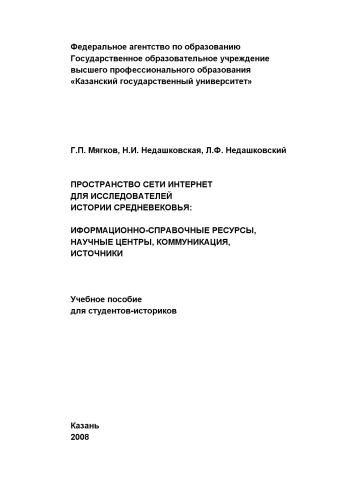 Федеральное агентство по образованию
Государственное образовательное учреждение
высшего профессионального образования
«Казанский государственный университет»
Г.П. Мягков, Н.И. Недашковская, Л.Ф. Недашковский
ПРОСТРАНСТВО СЕТИ ИНТЕРНЕТ
ДЛЯ ИССЛЕДОВАТЕЛЕЙ
ИСТОРИИ СРЕДНЕВЕКОВЬЯ:
ИФОРМАЦИОННО-СПРАВОЧНЫЕ РЕСУРСЫ,
НАУЧНЫЕ ЦЕНТРЫ, КОММУНИКАЦИЯ,
ИСТОЧНИКИ
Учебное пособие
для студентов-историков
Казань
2008